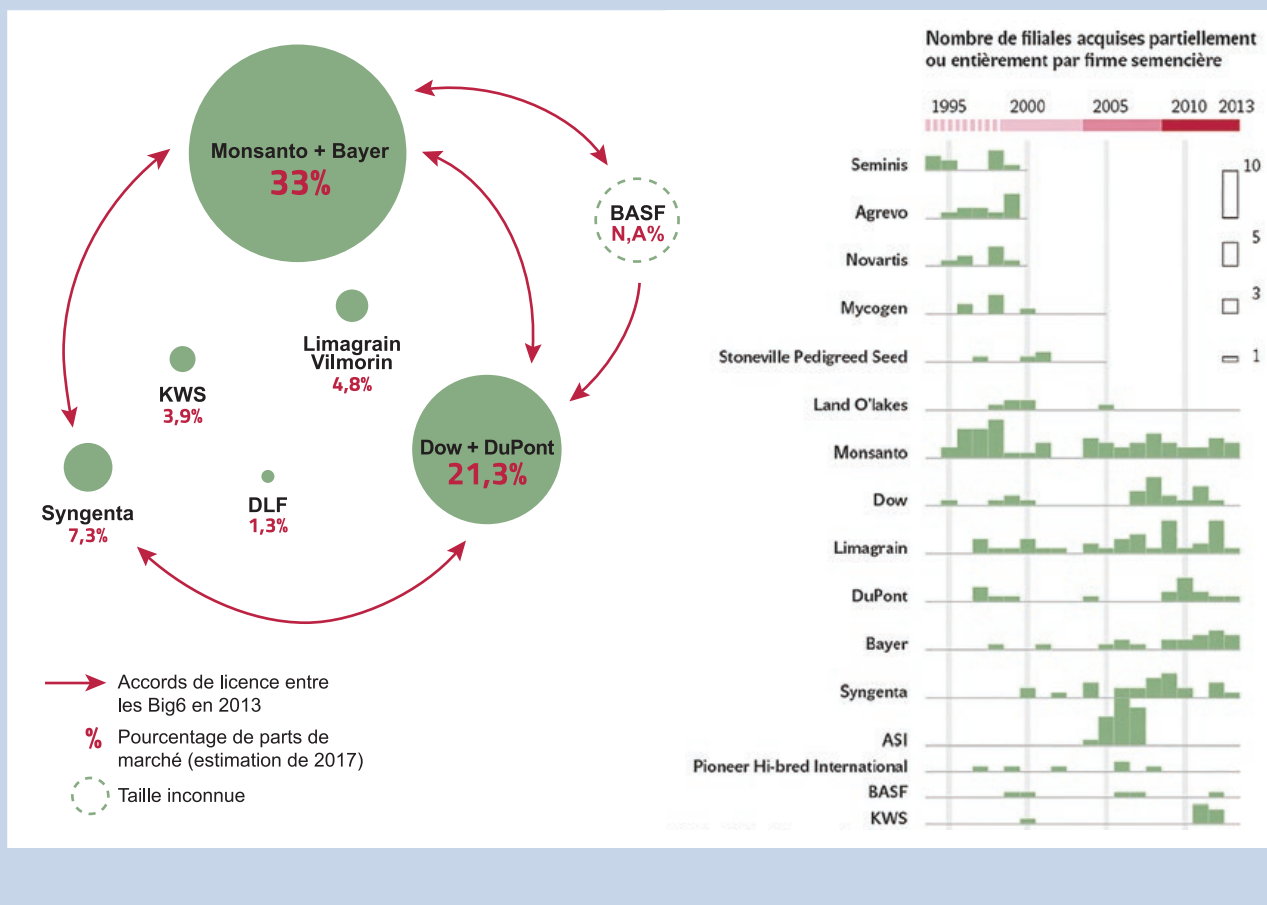 Monsanto + Bayer
33%
BASF
N,A%
Limagrain
Vilmorin
4,8%
KWS
3,9%
Dow + DuPont
21,3%
Syngenta
7,3%
DLF
1,3%
Accords de licence entre
les Big6 en 2013
% Pourcentage de parts de
marché (estimation de 2017)
Taille inconnue
Nombre de filiales acquises partiellement
ou entièrement par firme semencière
1995 2000 2005 2010 2013
Seminis
Agrevo
Novartis
Mycogen
Stoneville Pedigreed Seed
Land O'lakes
Monsanto
Dow
Limagrain
DuPont
Bayer
Syngenta
ASI
Pioneer Hi-bred International
BASF
KWS
10
5
3
1